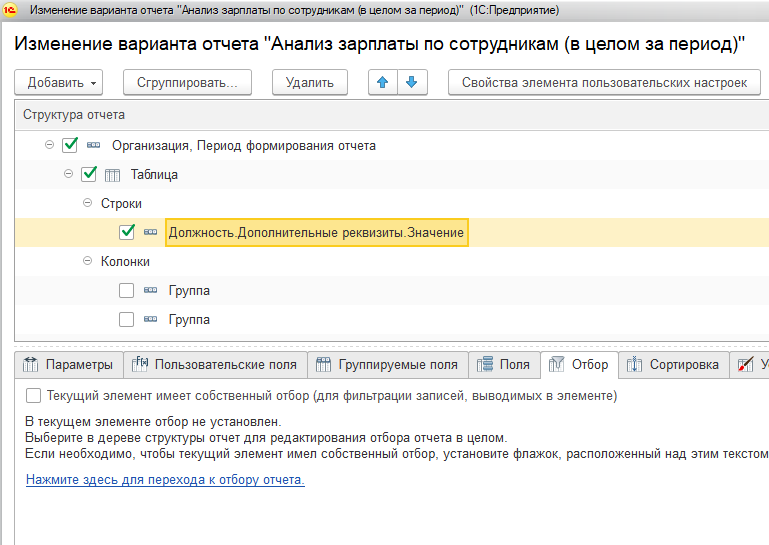 Изменение варианта отчета "Анализ зарплаты по сотрудникам (в целом за период)" (1С:Предприятие)
Изменение варианта отчета "Анализ зарплаты по сотрудникам (в целом за период)"
Добавить Сгруппировать... Удалить Свойства элемента пользовательских настроек
Структура отчета
Организация, Период формирования отчета
Таблица
Строки
Должность.Дополнительные реквизиты.Значение
Колонки
Группа
Группа
Параметры Пользовательские поля Группируемые поля Поля Отбор Сортировка
Текущий элемент имеет собственный отбор (для фильтрации записей, выводимых в элементе)
В текущем элементе отбор не установлен.
Выберите в дереве структуры отчет для редактирования отбора отчета в целом.
Если необходимо, чтобы текущий элемент имел собственный отбор, установите флажок, расположенный над этим текстом
Нажмите здесь для перехода к отбору отчета.